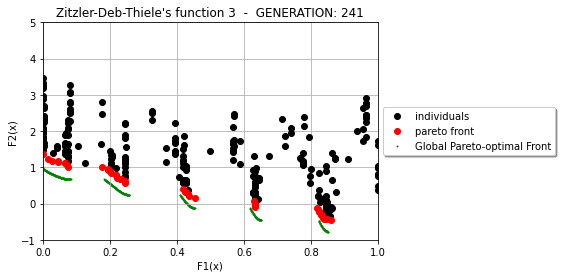 Zitzler-Deb-Thiele's function 3 - GENERATION: 241
F2(x)
5
4
3
2
1
0
−1
0.0 0.2 0.4 0.6 0.8 1.0
F1(x)
individuals
pareto front
Global Pareto-optimal Front